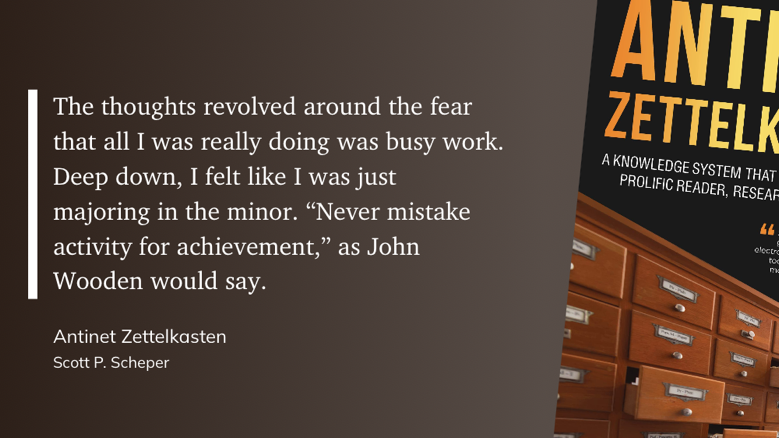 The thoughts revolved around the fear
that all I was really doing was busy work.
Deep down, I felt like I was just
majoring in the minor. “Never mistake
activity for achievement,” as John
Wooden would say.
Antinet Zettelkasten
Scott P. Scheper
ANTI
ZETTELK
A KNOWLEDGE SYSTEM THAT
PROLIFIC READER, RESEAR